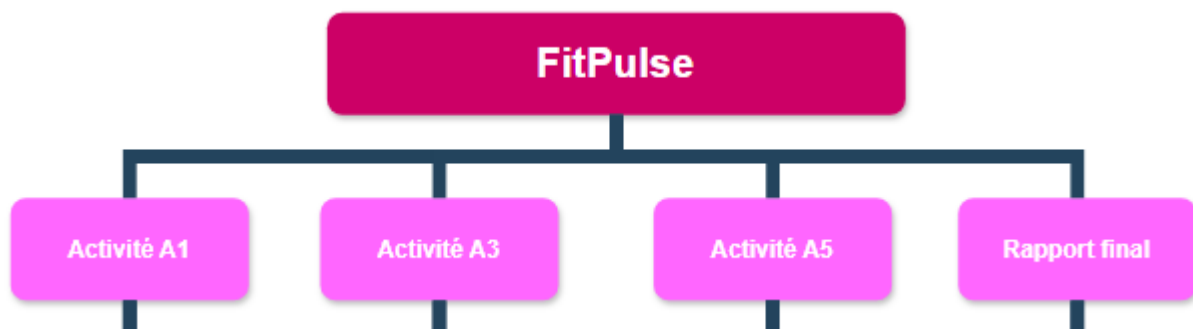 FitPulse
Activité A1
Activité A3
Activité A5
Rapport final